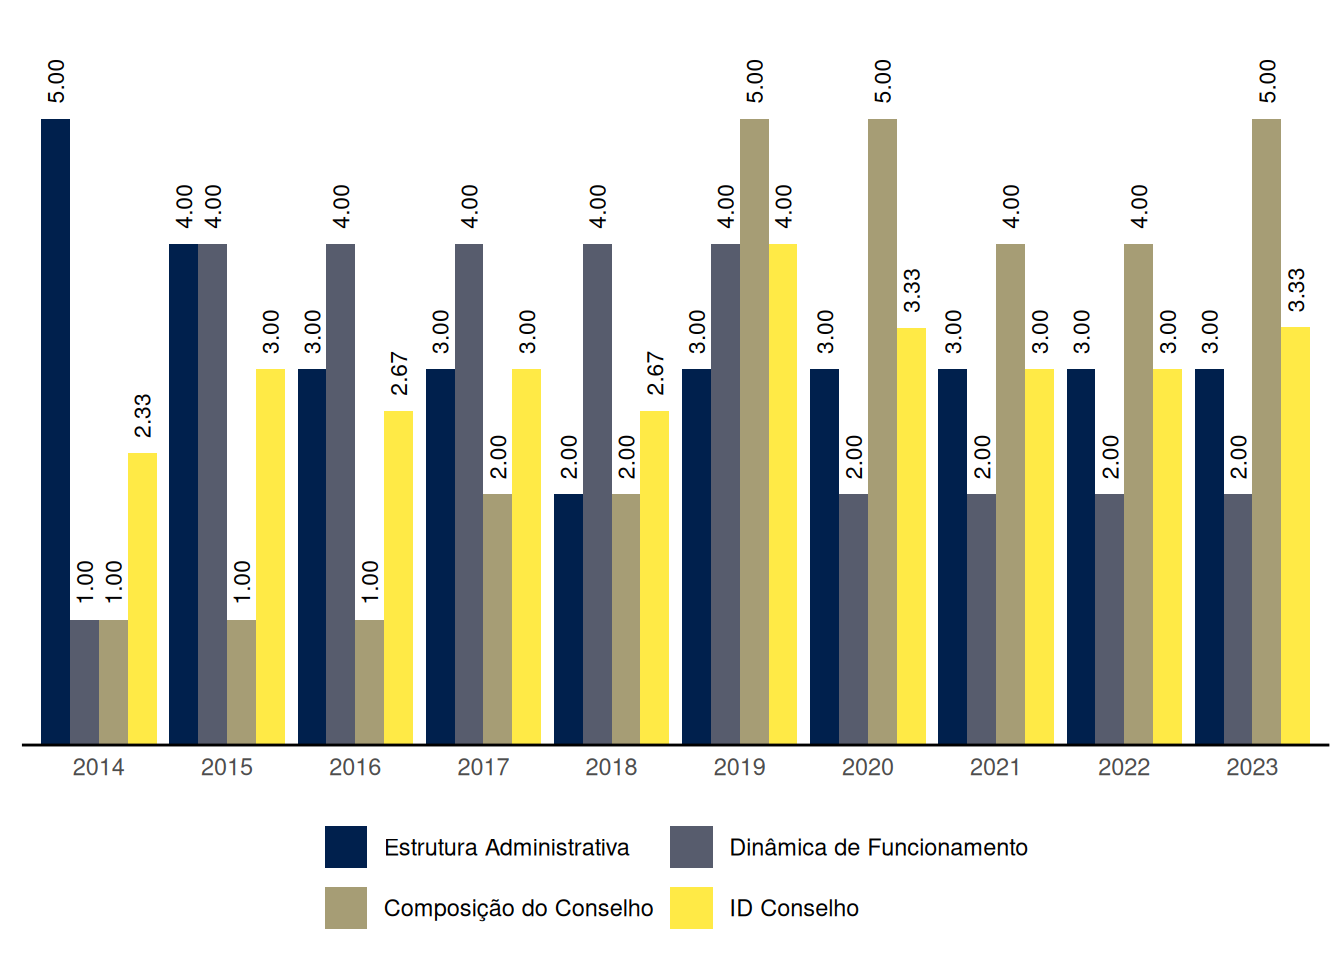 5.00 1.00 1.00 2.33 4.00 4.00 1.00 3.00 3.00 4.00 1.00 2.67 3.00 4.00 2.00 3.00 2.00 4.00 2.00 2.67 3.00 4.00 5.00 4.00 3.00 2.00 5.00 3.33 3.00 2.00 4.00 3.00 3.00 2.00 4.00 3.00 3.00 2.00 5.00 3.33
2014 2015 2016 2017 2018 2019 2020 2021 2022 2023
Estrutura Administrativa Dinâmica de Funcionamento
Composição do Conselho ID Conselho